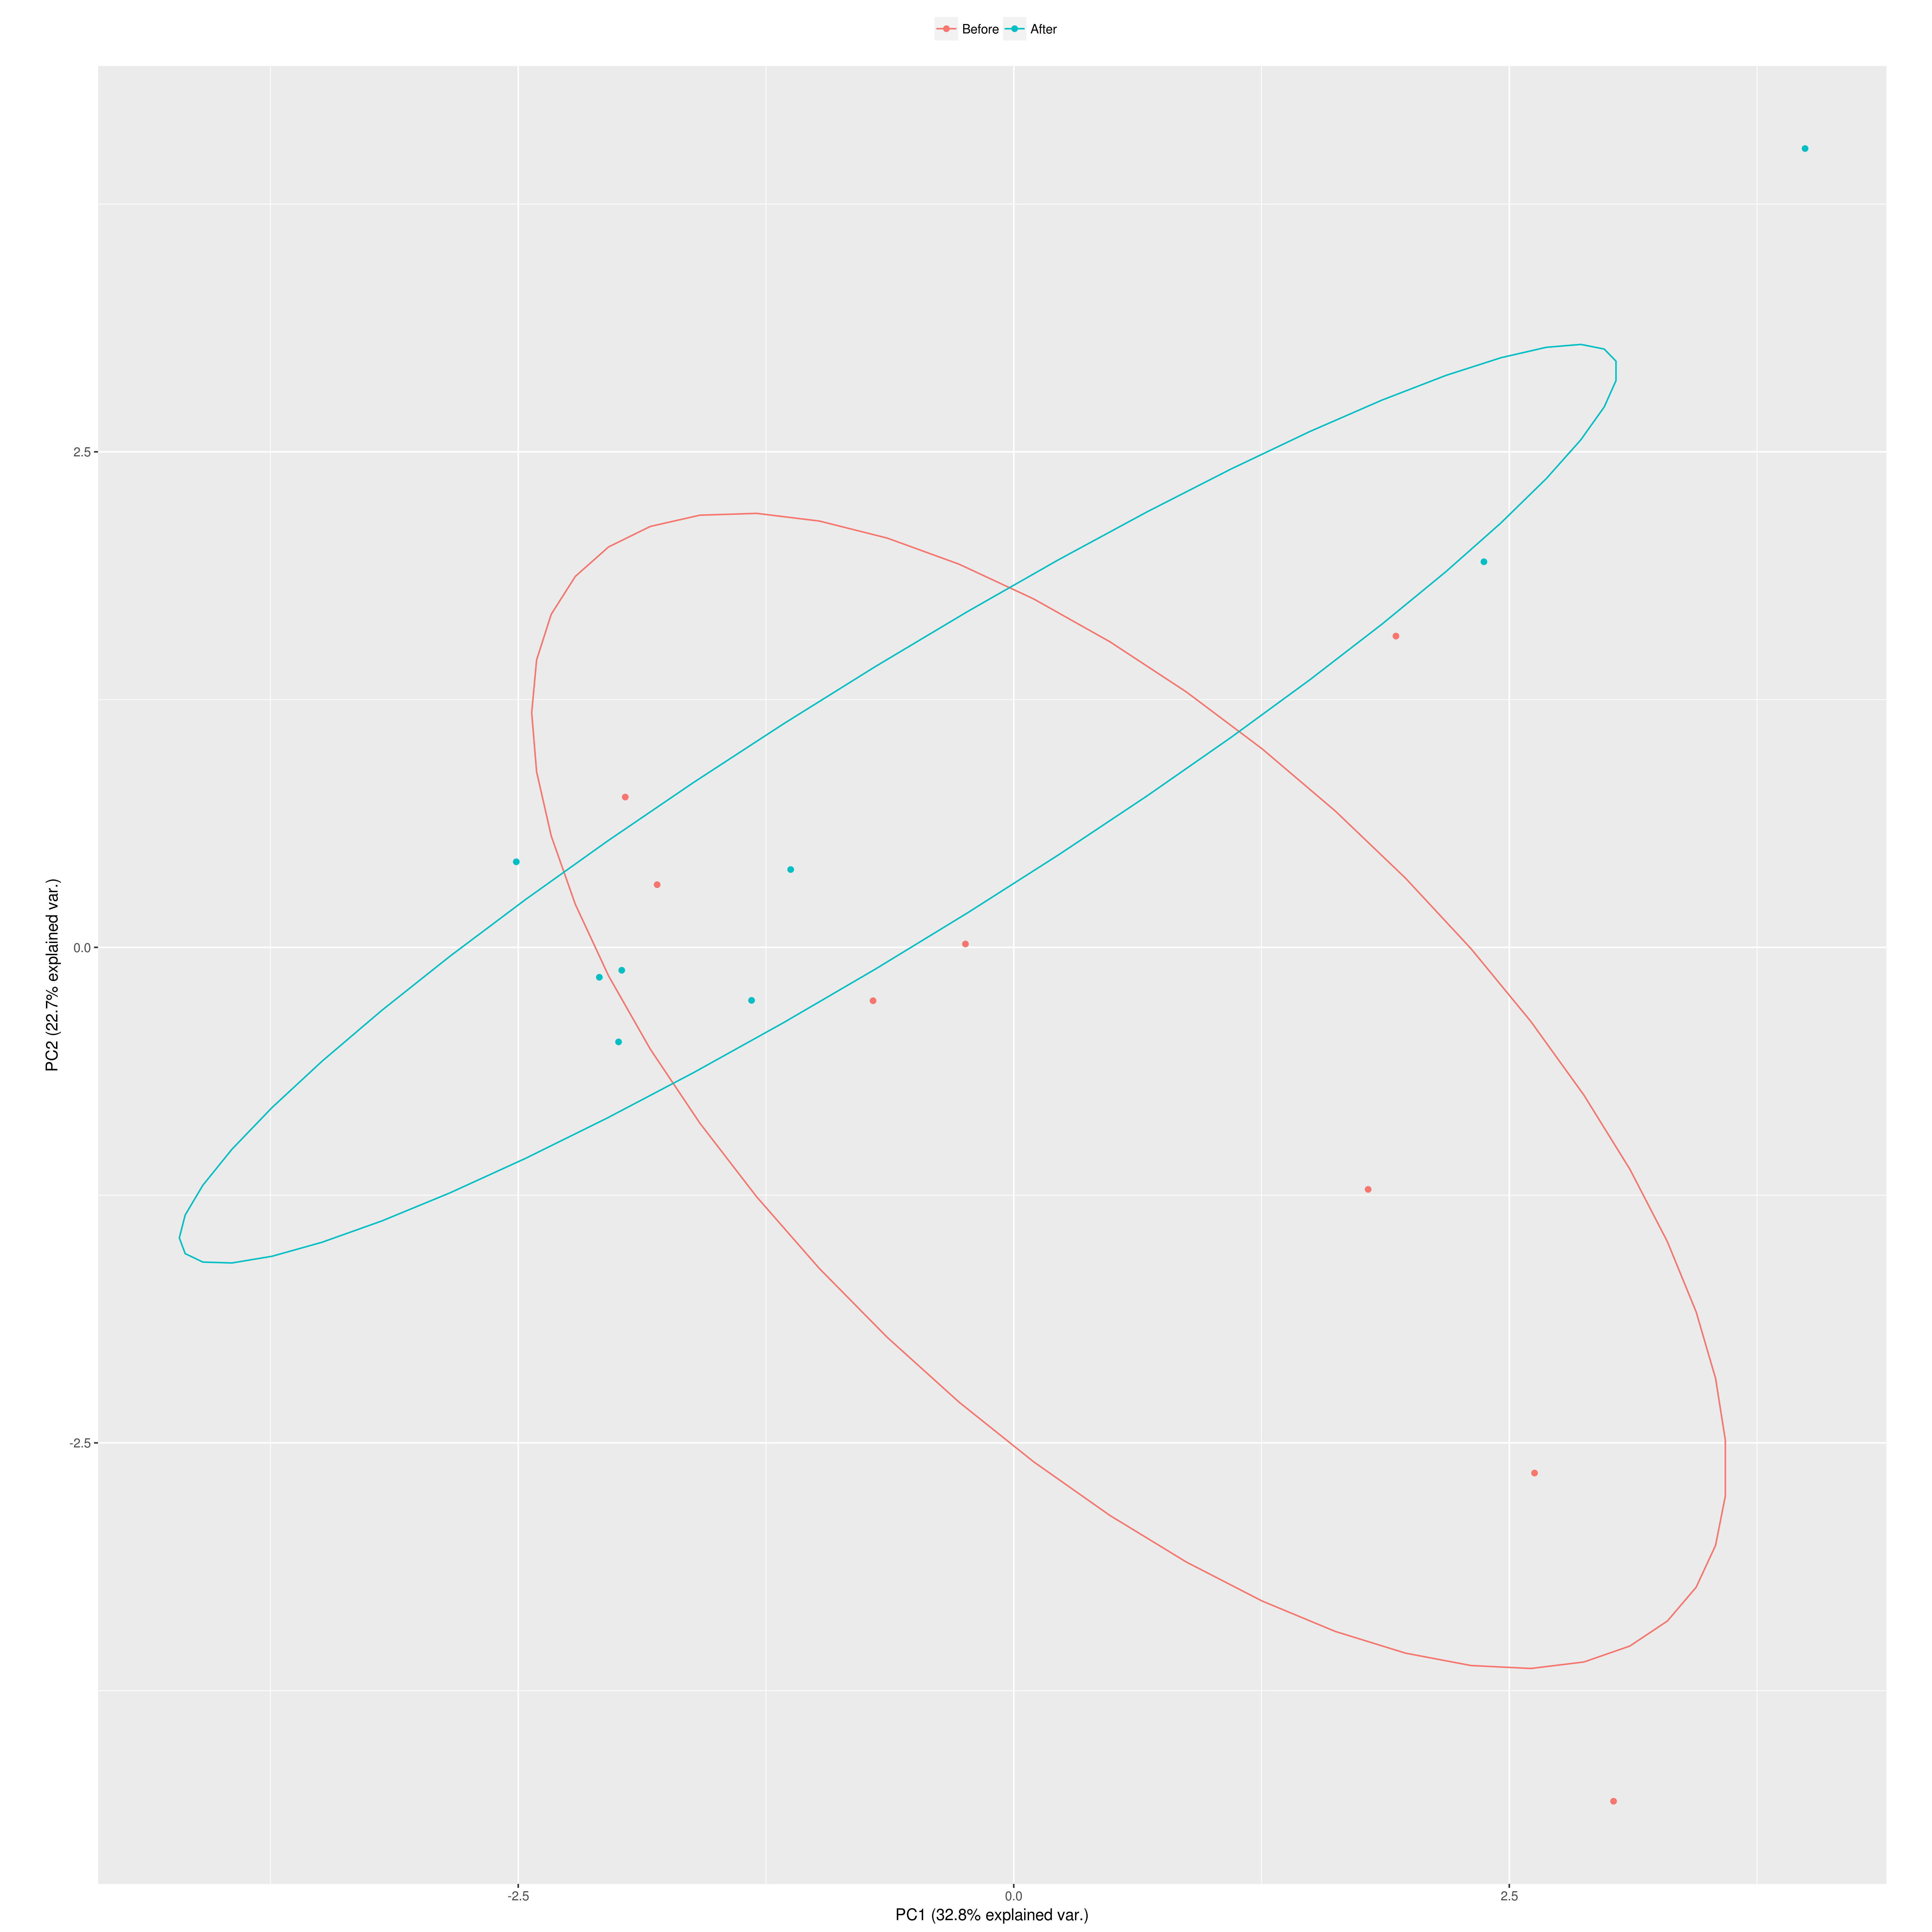 Before After
2.5
0.0
-2.5
PC2 (22.7% explained var.)
-2.5 0.0 2.5
PC1 (32.8% explained var.)